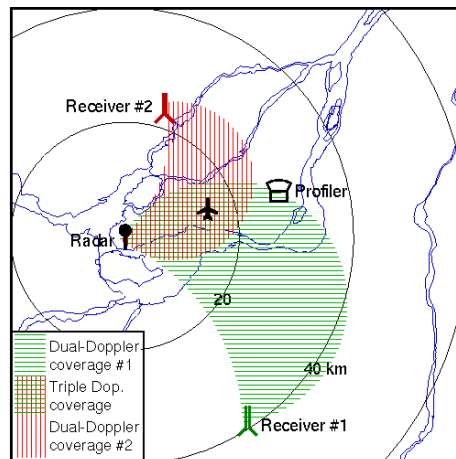 Receiver #2
Profiler
Radar
20
40 km
Receiver #1
Dual-Doppler
coverage #1
Triple Dop.
coverage
Dual-Doppler
coverage #2